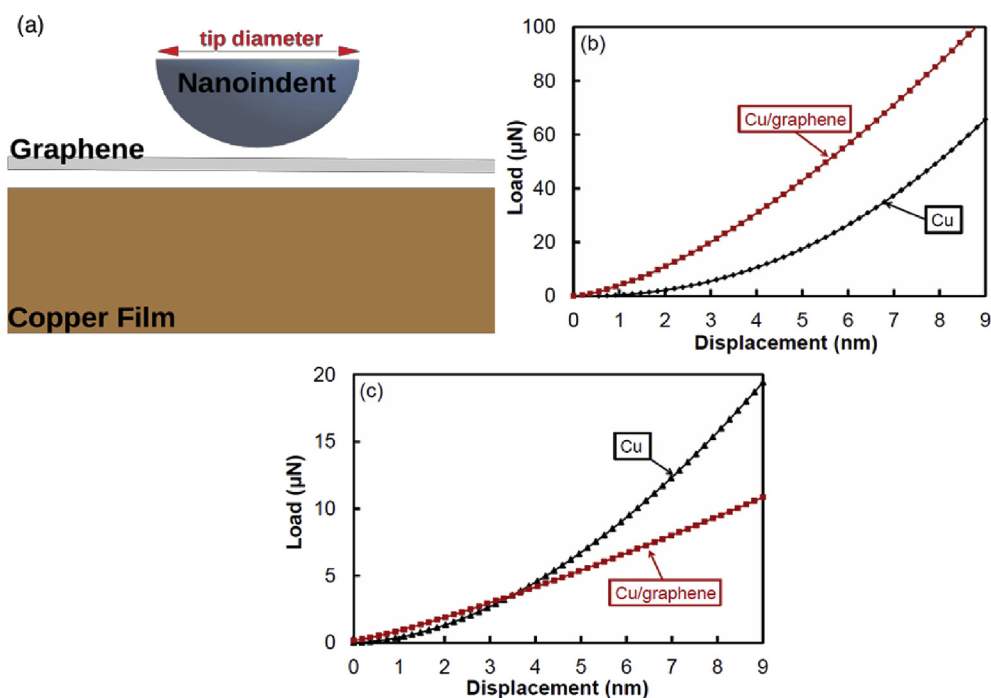 (a)
tip diameter
Nanoindent
Graphene
Copper Film
(b)
100
80
60
40
20
0
Load (µN)
Cu/graphene
Cu
0 1 2 3 4 5 6 7 8 9
Displacement (nm)
(c)
20
15
10
5
0
Load (µN)
Cu
Cu/graphene
0 1 2 3 4 5 6 7 8 9
Displacement (nm)